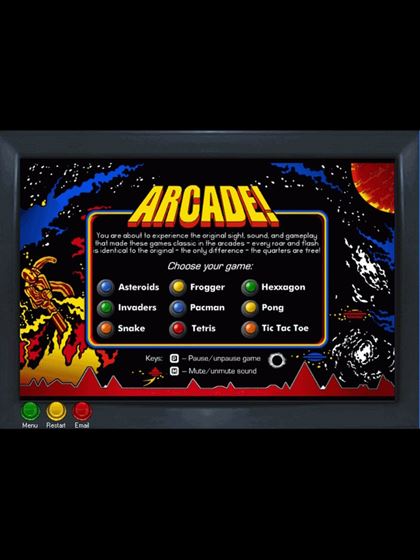 ARCADE!
You are about to experience the original sight, sound, and gameplay
that made these games classic in the arcades - every roar and flash
is identical to the original - the only difference - the quarters are free!
Choose your game:
Asteroids Frogger Hexxagon
Invaders Pacman Pong
Snake Tetris Tic Tac Toe
Keys: P - Pause/unpause game
M - Mute/unmute sound
Menu Restart Email